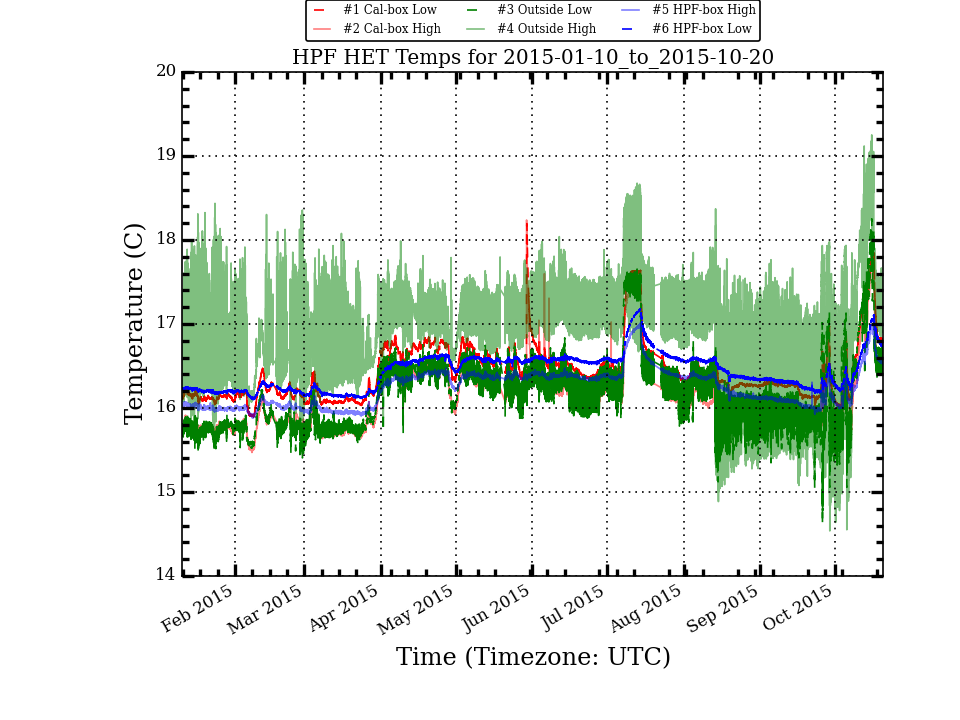 #1 Cal-box Low #3 Outside Low #5 HPF-box High
#2 Cal-box High #4 Outside High #6 HPF-box Low
HPF HET Temps for 2015-01-10_to_2015-10-20
20
19
18
17
16
15
14
Temperature (C)
Feb 2015 Mar 2015 Apr 2015 May 2015 Jun 2015 Jul 2015 Aug 2015 Sep 2015 Oct 2015
Time (Timezone: UTC)